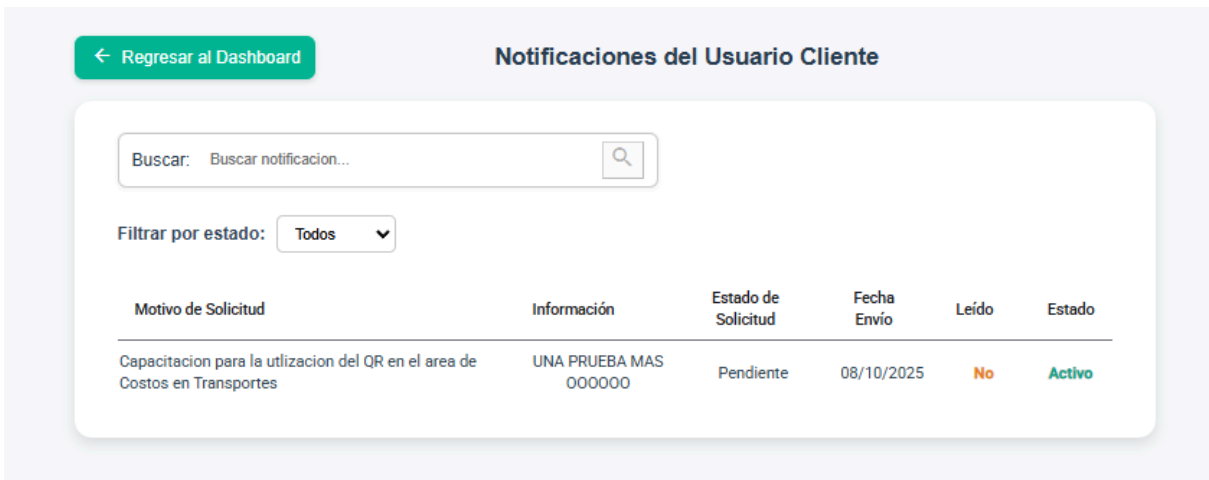 ← Regresar al Dashboard
Notificaciones del Usuario Cliente
Buscar: Buscar notificacion...
Filtrar por estado: Todos
Motivo de Solicitud Información Estado de Solicitud Fecha Envío Leído Estado
Capacitacion para la utlizacion del QR en el area de
Costos en Transportes
UNA PRUEBA MAS
OOOOOO
Pendiente 08/10/2025 No Activo